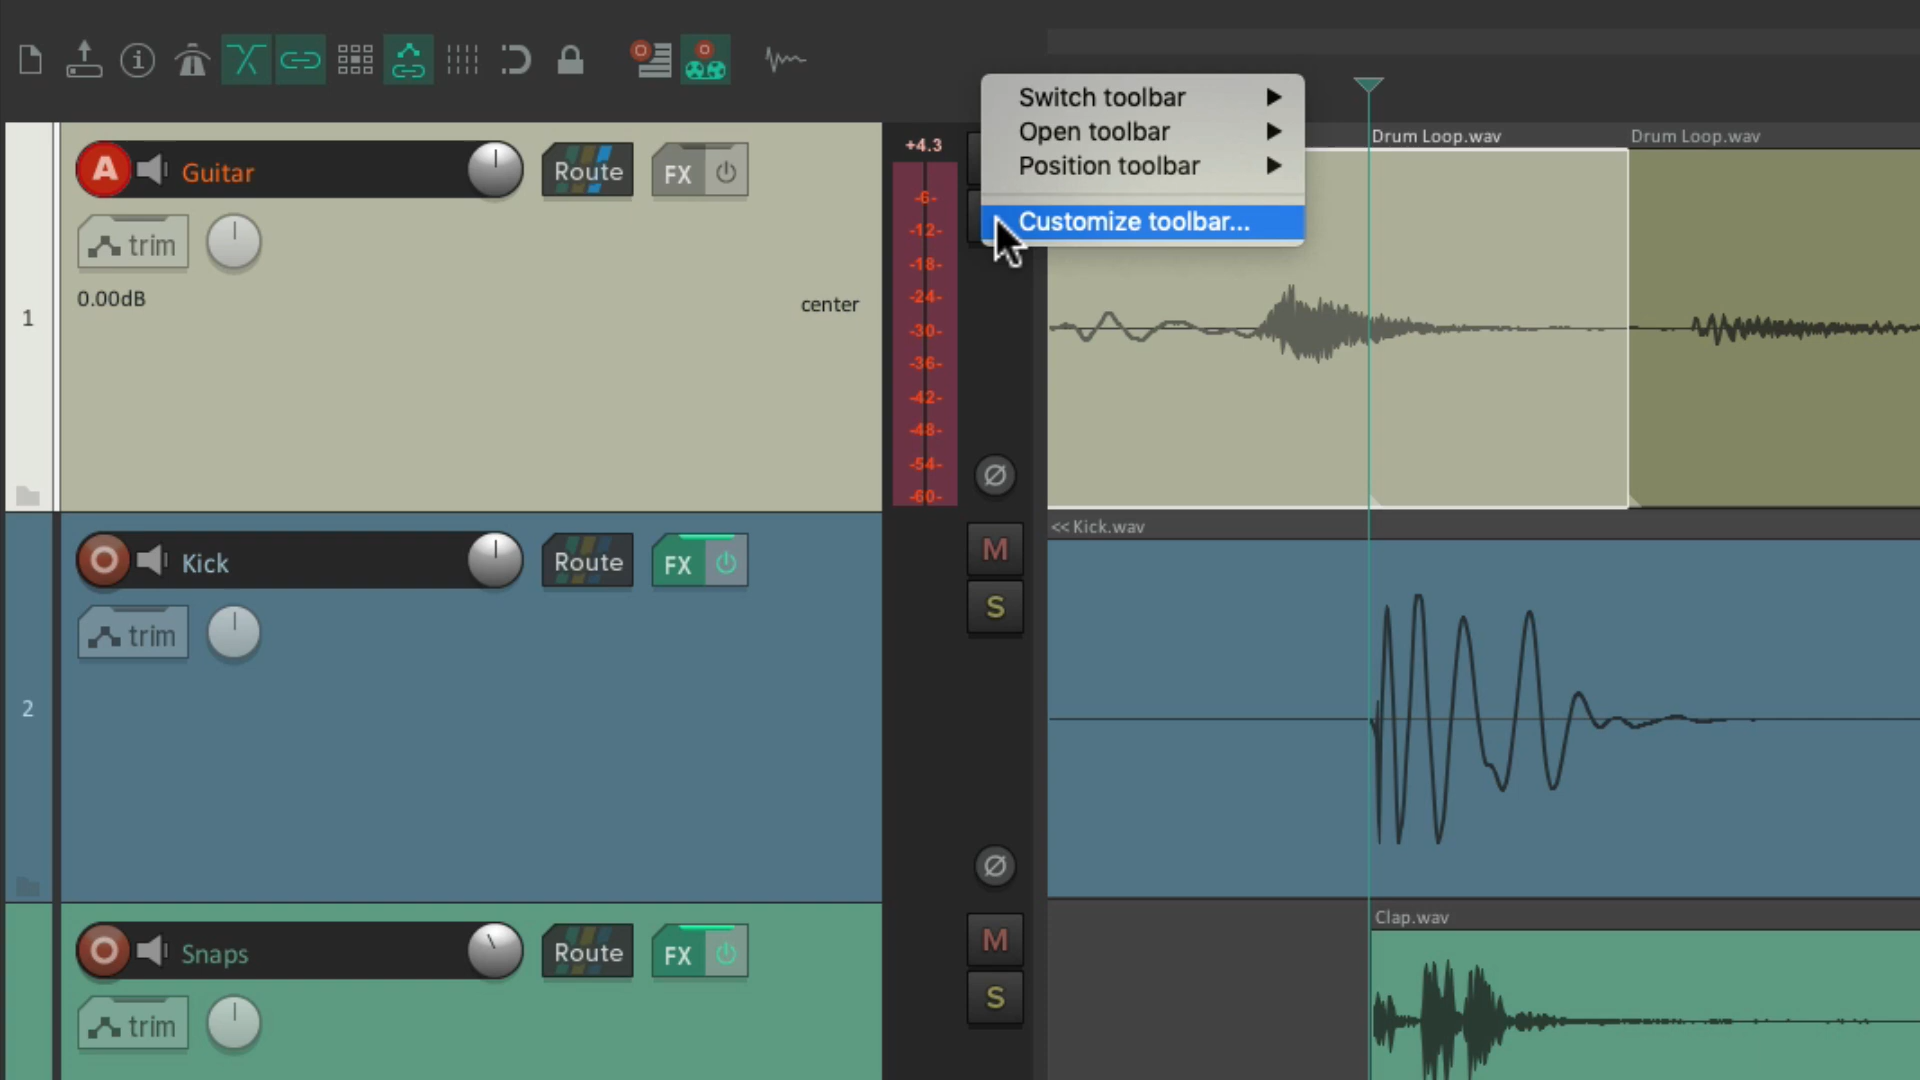 Switch toolbar
Open toolbar
Position toolbar
Customize toolbar...
Drum Loop.wav
Drum Loop.wav
1
A
Guitar
Route
FX
trim
0.00dB
center
+4.3
-6-
-12-
-18-
-24-
-30-
-36-
-42-
-48-
-54-
-60-
<< Kick.wav
2
Kick
Route
FX
trim
M
S
Clap.wav
Snaps
Route
FX
trim
M
S